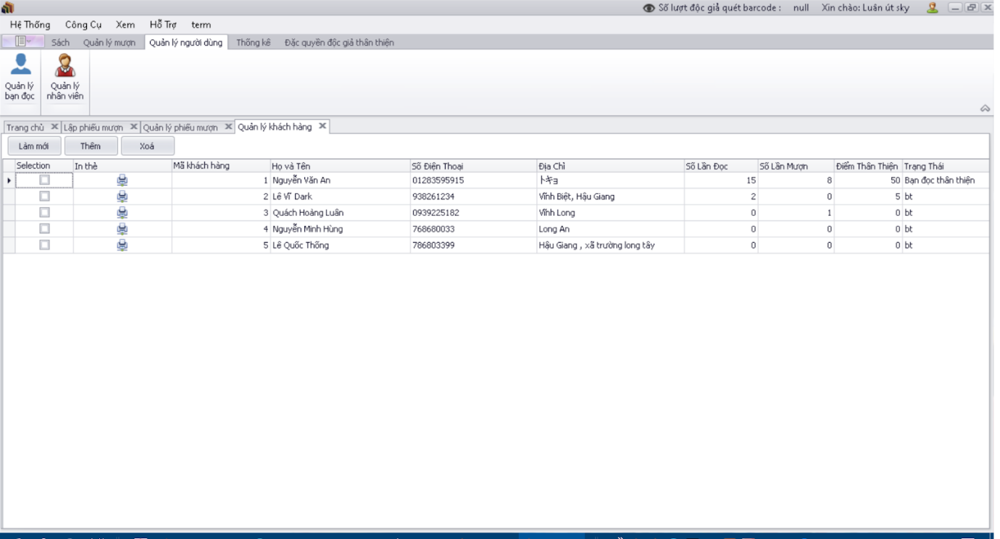 Số lượt độc giả quét barcode : null Xin chào: Luân út sky
Hệ Thống Công Cụ Xem Hỗ Trợ term
Sách Quản lý mượn Quản lý người dùng Thống kê Đặc quyền độc giả thân thiện
Quản lý bạn đọc Quản lý nhân viên
Trang chủ Lập phiếu mượn Quản lý phiếu mượn Quản lý khách hàng
Làm mới Thêm Xoá
Selection In thẻ Mã khách hàng Họ và Tên Số Điện Thoại Địa Chỉ Số Lần Đọc Số Lần Mượn Điểm Thân Thiện Trạng Thái
1 Nguyễn Văn An 01283595915 トキョ 15 8 50 Bạn đọc thân thiện
2 Lê Vĩ Dark 938261234 Vĩnh Biệt, Hậu Giang 2 0 5 bt
3 Quách Hoàng Luân 0939225182 Vĩnh Long 0 1 0 bt
4 Nguyễn Minh Hùng 768680033 Long An 0 0 0 bt
5 Lê Quốc Thống 786803399 Hậu Giang , xã trường long tây 0 0 0 bt